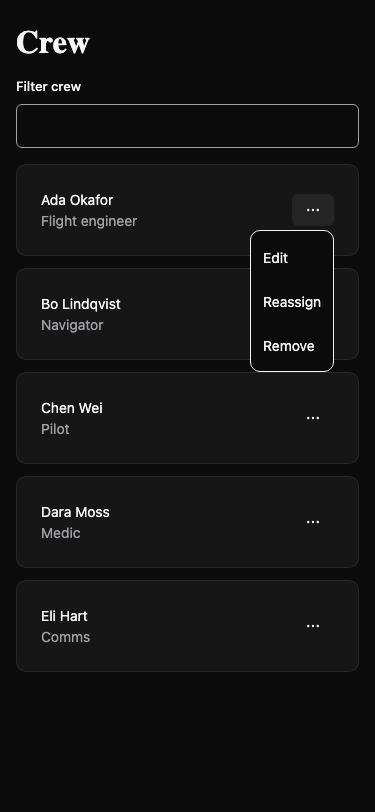 Crew
Filter crew
Ada Okafor
Flight engineer
...
Edit
Reassign
Remove
Bo Lindqvist
Navigator
Chen Wei
Pilot
...
Dara Moss
Medic
...
Eli Hart
Comms
...